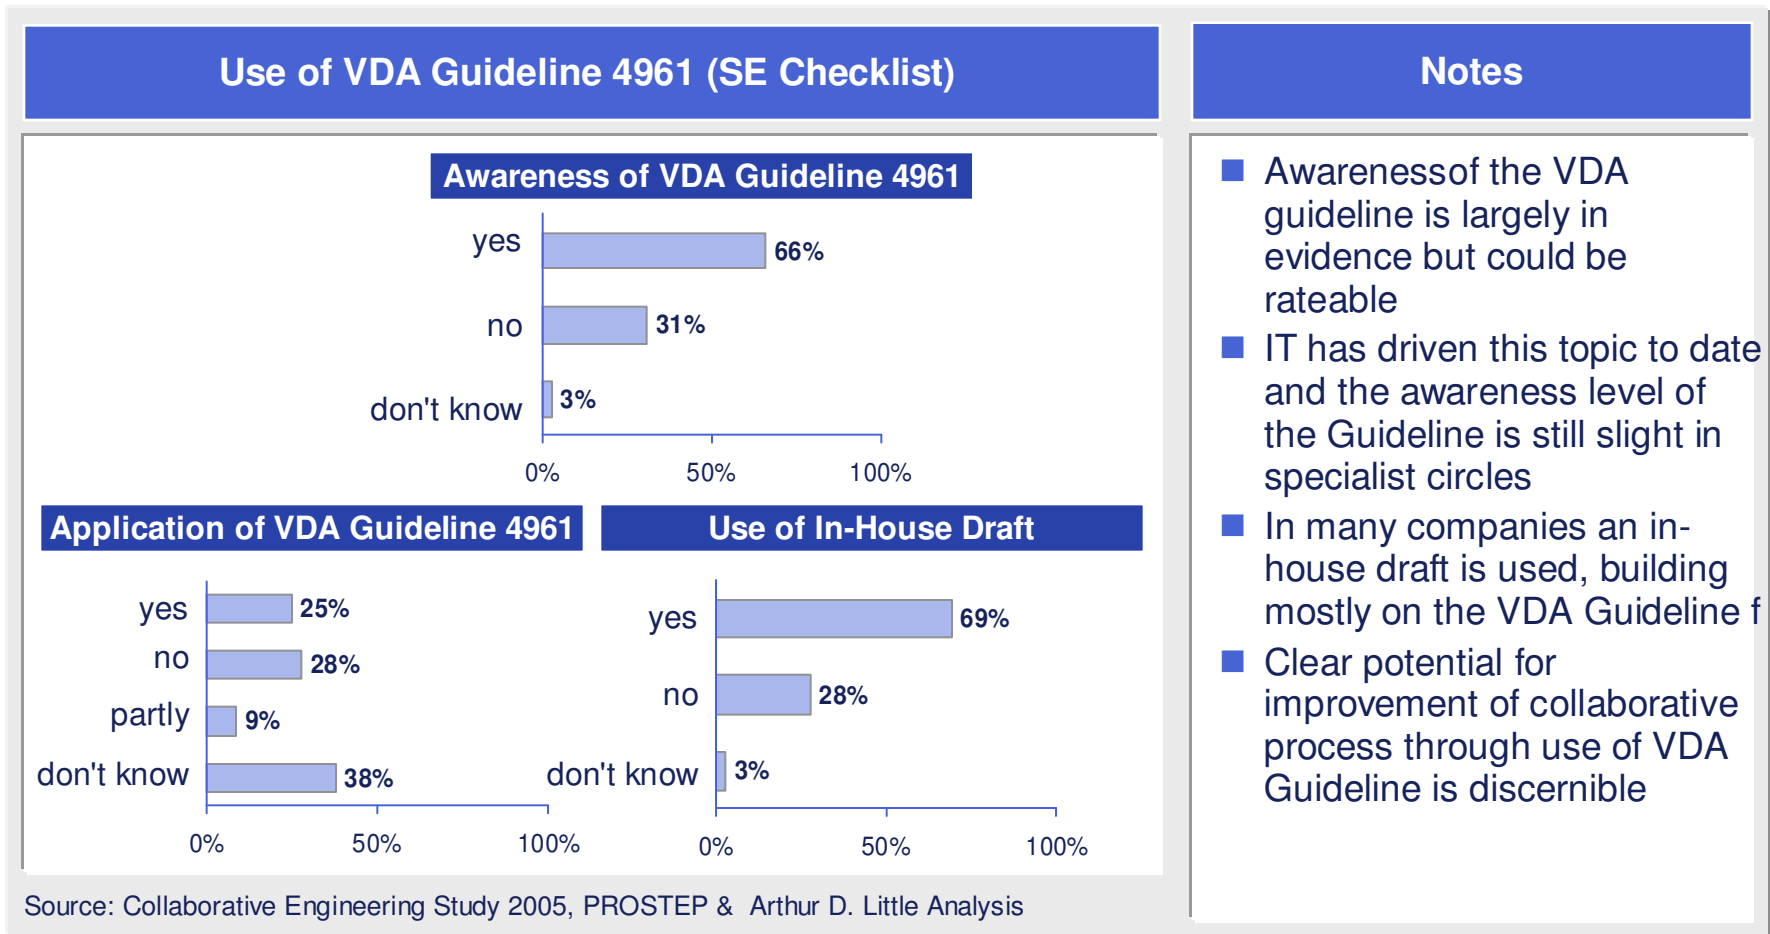 Use of VDA Guideline 4961 (SE Checklist)
Awareness of VDA Guideline 4961
yes
66%
no
31%
don't know
3%
0%
50%
100%
Application of VDA Guideline 4961
yes
25%
no
28%
partly
9%
don't know
38%
0%
50%
100%
Use of In-House Draft
yes
69%
no
28%
don't know
3%
0%
50%
100%
Source: Collaborative Engineering Study 2005, PROSTEP & Arthur D. Little Analysis
Notes
Awarenessof the VDA
guideline is largely in
evidence but could be
rateable
IT has driven this topic to date
and the awareness level of
the Guideline is still slight in
specialist circles
In many companies an in-
house draft is used, building
mostly on the VDA Guideline f
Clear potential for
improvement of collaborative
process through use of VDA
Guideline is discernible